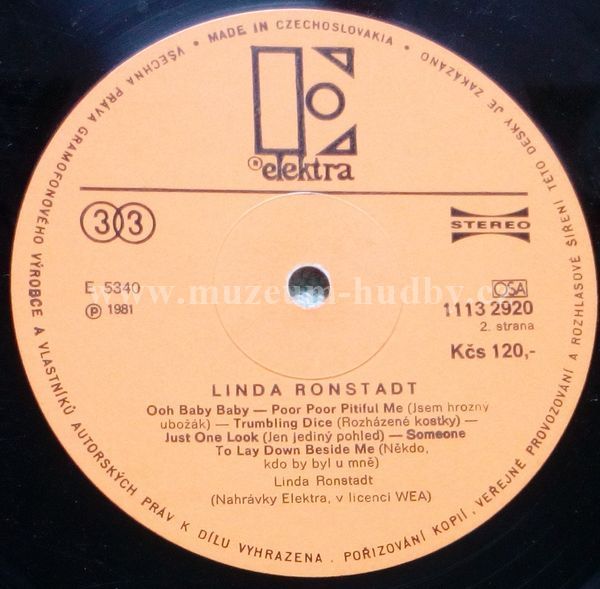 VŠECHNA PRÁVA GRAMOFONOVÉHO VÝROBCE A VLASTNÍKŮ AUTORSKÝCH PRÁV K DÍLU VYHRAZENA . POŘIZOVÁNÍ KOPIÍ , VEŘEJNÉ PROVOZOVÁNÍ A ROZHLASOVÉ ŠÍŘENÍ TÉTO DESKY JE ZAKÁZÁNO
• MADE IN CZECHOSLOVAKIA •
® elektra
33
STEREO
E 5340
OSA
℗ 1981
1113 2920
2. strana
Kčs 120,-
www.muzeum-hudby.cz
LINDA RONSTADT
Ooh Baby Baby — Poor Poor Pitiful Me (Jsem hrozny
ubožák) — Trumbling Dice (Rozházené kostky) —
Just One Look (Jen jediný pohled) — Someone
To Lay Down Beside Me (Někdo,
kdo by byl u mně)
Linda Ronstadt
(Nahrávky Elektra, v licenci WEA)